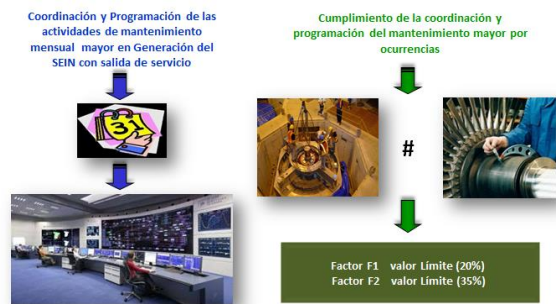 Coordinación y Programación de las
actividades de mantenimiento
mensual mayor en Generación del
SEIN con salida de servicio
31
Cumplimiento de la coordinación y
programación del mantenimiento mayor por
ocurrencias
#
Factor F1 valor Límite (20%)
Factor F2 valor Límite (35%)